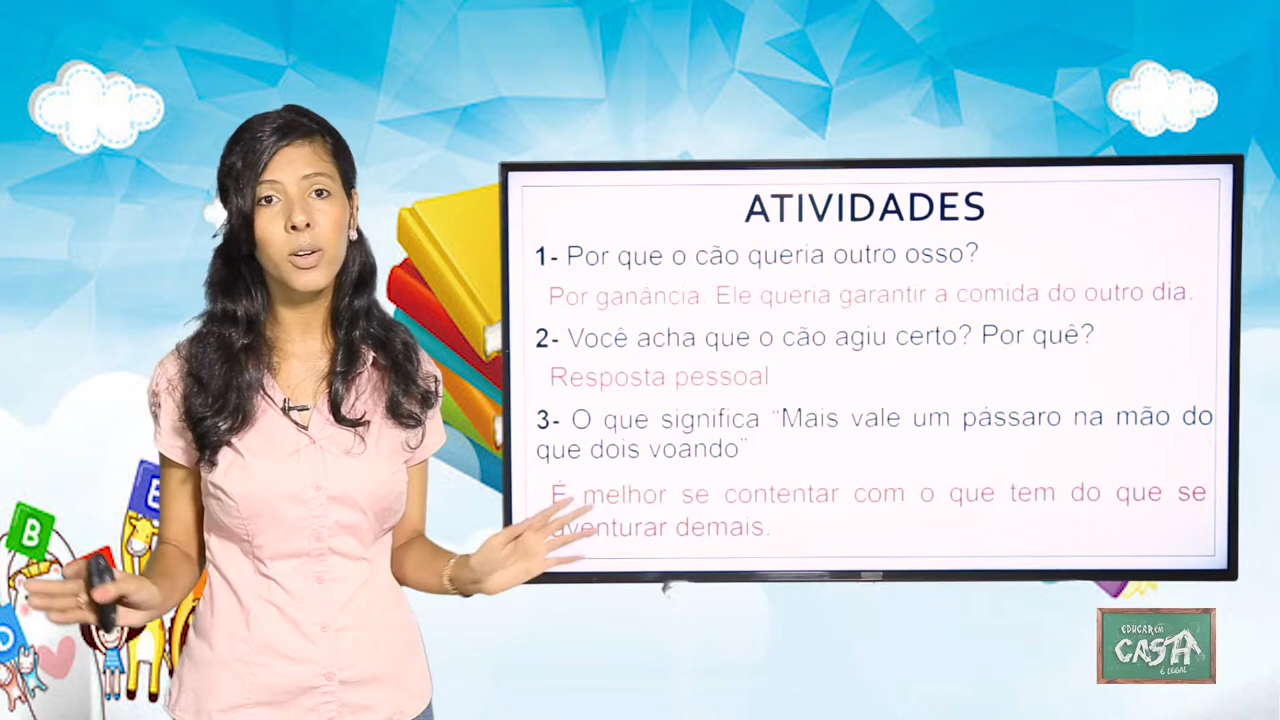 ATIVIDADES
1- Por que o cão queria outro osso?
Por ganância. Ele queria garantir a comida do outro dia.
2- Você acha que o cão agiu certo? Por quê?
Resposta pessoal
3- O que significa “Mais vale um pássaro na mão do
que dois voando”
É melhor se contentar com o que tem do que se
aventurar demais.
B
E
EDUCAR EM
CASA
É LEGAL